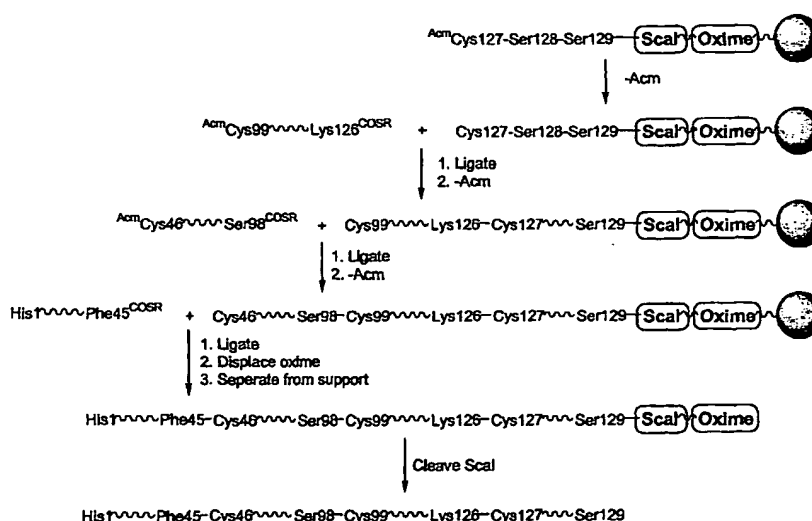 AcmCys127-Ser128-Ser129 Scal Oxime
-Acm
AcmCys99 Lys126COSR + Cys127-Ser128-Ser129 Scal Oxime
1. Ligate
2. -Acm
AcmCys46 Ser98COSR + Cys99 Lys126-Cys127 Ser129 Scal Oxime
1. Ligate
2. -Acm
His1 Phe45COSR + Cys46 Ser98-Cys99 Lys126-Cys127 Ser129 Scal Oxime
1. Ligate
2. Displace oxime
3. Seperate from support
His1 Phe45-Cys46 Ser98-Cys99 Lys126-Cys127 Ser129 Scal Oxime
Cleave Scal
His1 Phe45-Cys46 Ser98-Cys99 Lys126-Cys127 Ser129